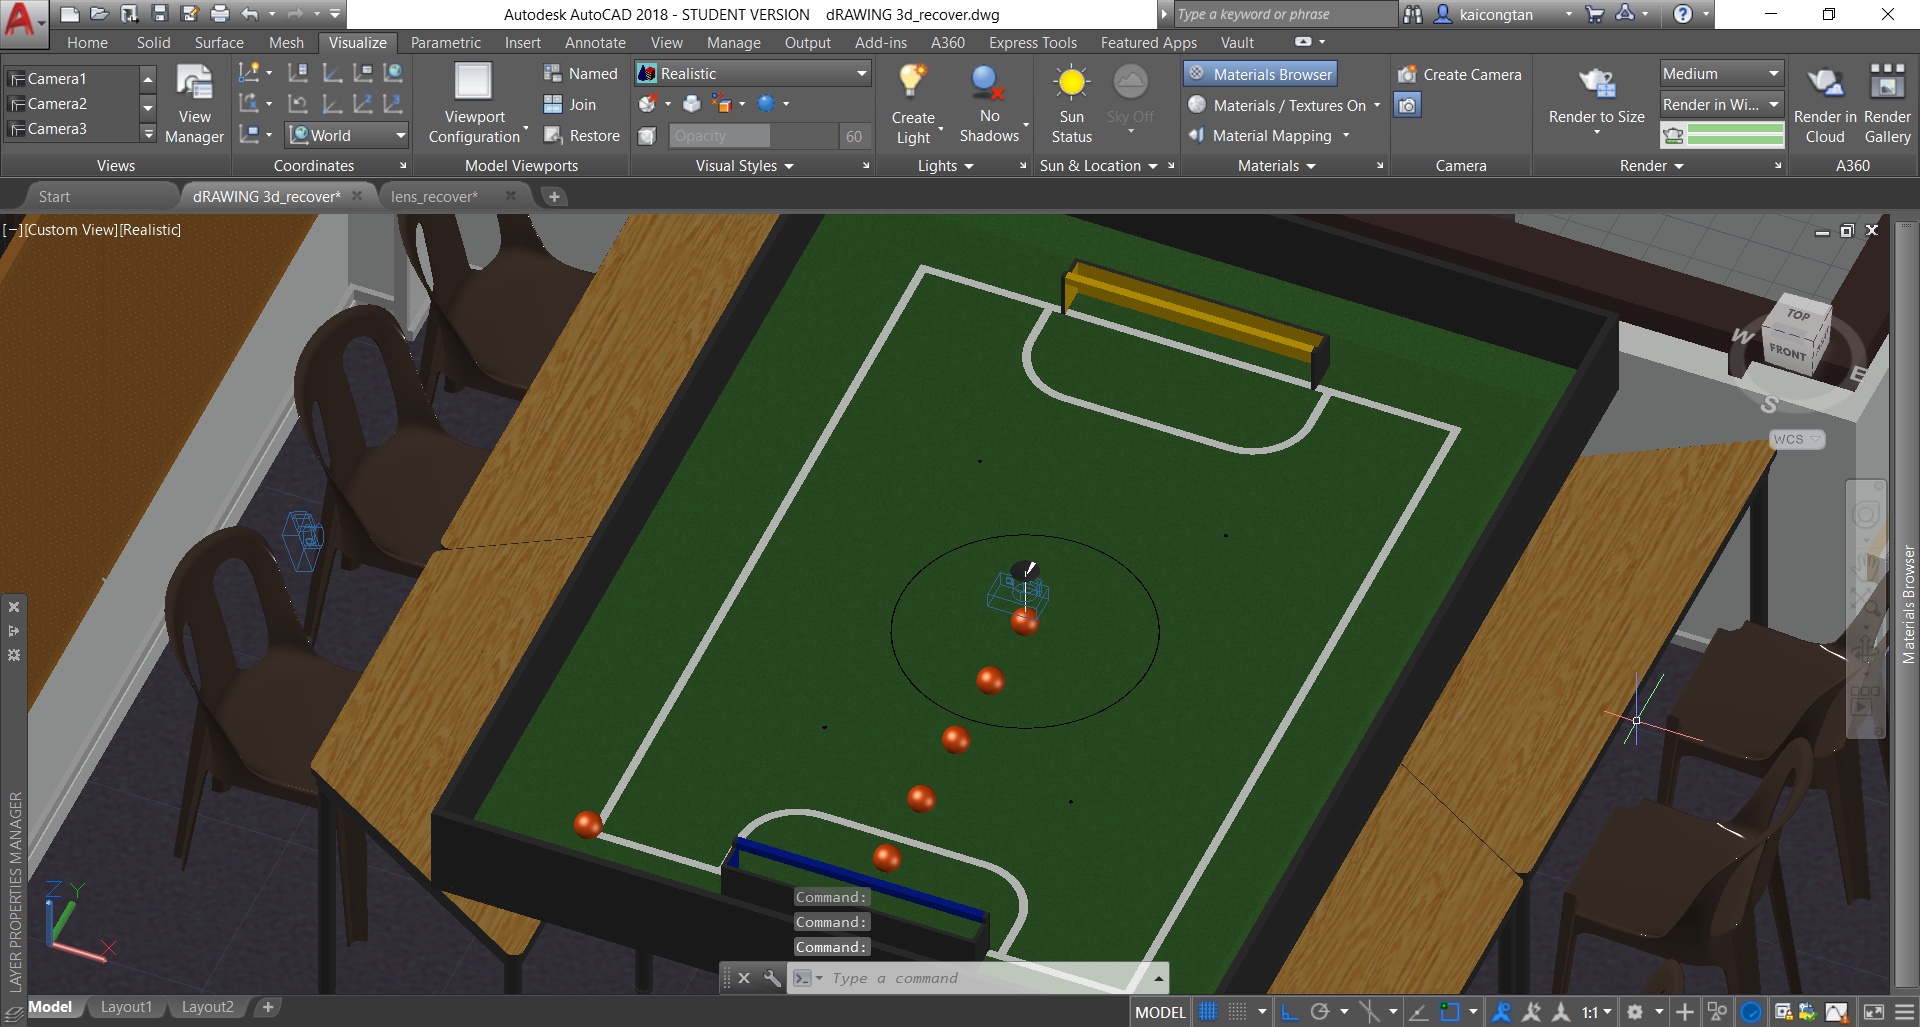 Autodesk AutoCAD 2018 - STUDENT VERSION dRAWING 3d_recover.dwg
Type a keyword or phrase
kaicongtan
Home Solid Surface Mesh Visualize Parametric Insert Annotate View Manage Output Add-ins A360 Express Tools Featured Apps Vault
Camera1
Camera2
Camera3
View
Manager
Views
World
Coordinates
Viewport
Configuration
Named
Join
Restore
Model Viewports
Realistic
Opacity 60
Visual Styles
Create
Light
No
Shadows
Lights
Sun
Status
Sky Off
Sun & Location
Materials Browser
Materials / Textures On
Material Mapping
Materials
Create Camera
Camera
Render to Size
Medium
Render in Wi...
Render
Render in
Cloud
Render
Gallery
A360
Start dRAWING 3d_recover* lens_recover*
[−][Custom View][Realistic]
TOP
FRONT
W
E
S
WCS
Materials Browser
LAYER PROPERTIES MANAGER
Z Y
X
Command:
Command:
Command:
Type a command
Model Layout1 Layout2
MODEL 1:1